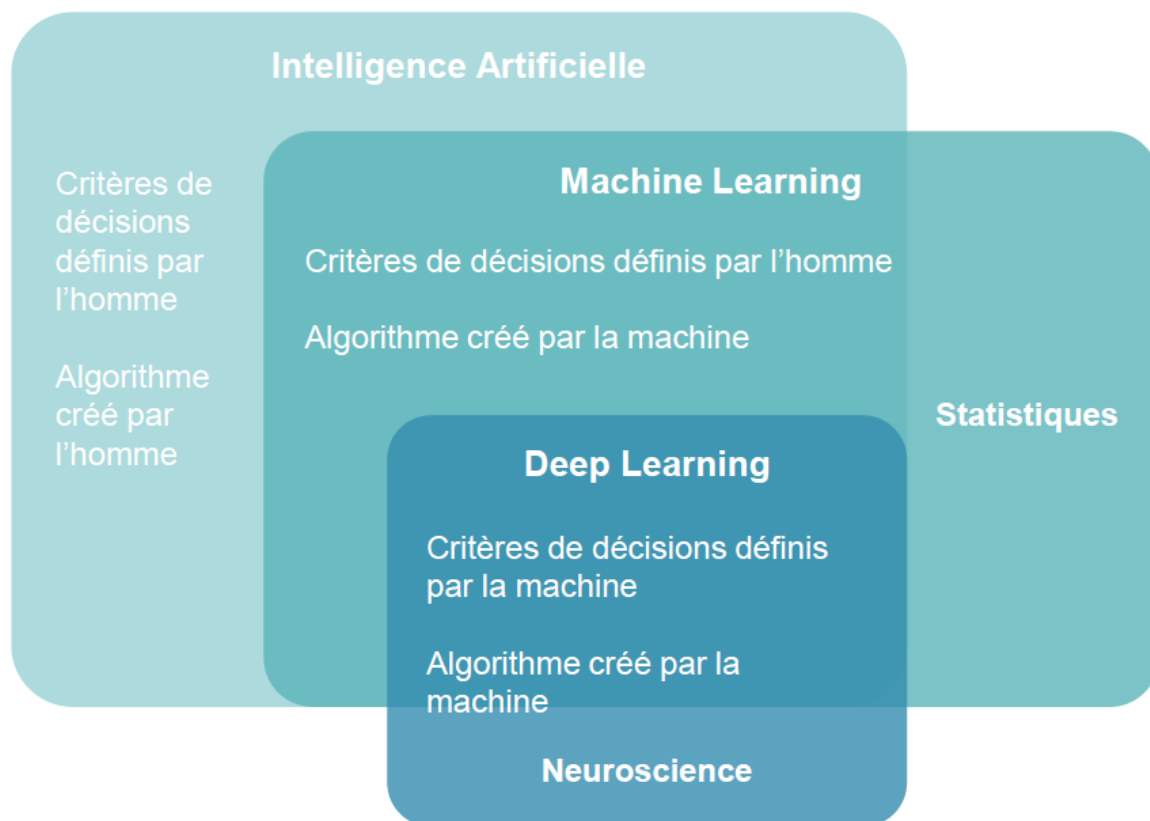 Intelligence Artificielle
Critères de
décisions
définis par
l'homme
Algorithme
créé par
l'homme
Machine Learning
Critères de décisions définis par l'homme
Algorithme créé par la machine
Statistiques
Deep Learning
Critères de décisions définis
par la machine
Algorithme créé par la
machine
Neuroscience